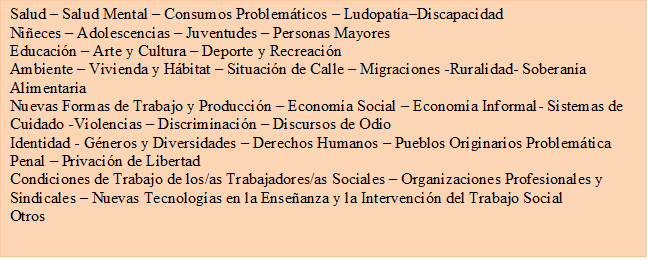 Salud – Salud Mental – Consumos Problemáticos – Ludopatía–Discapacidad
Niñeces – Adolescencias – Juventudes – Personas Mayores
Educación – Arte y Cultura – Deporte y Recreación
Ambiente – Vivienda y Hábitat – Situación de Calle – Migraciones -Ruralidad- Soberanía
Alimentaria
Nuevas Formas de Trabajo y Producción – Economía Social – Economía Informal- Sistemas de
Cuidado -Violencias – Discriminación – Discursos de Odio
Identidad - Géneros y Diversidades – Derechos Humanos – Pueblos Originarios Problemática
Penal – Privación de Libertad
Condiciones de Trabajo de los/as Trabajadores/as Sociales – Organizaciones Profesionales y
Sindicales – Nuevas Tecnologías en la Enseñanza y la Intervención del Trabajo Social
Otros